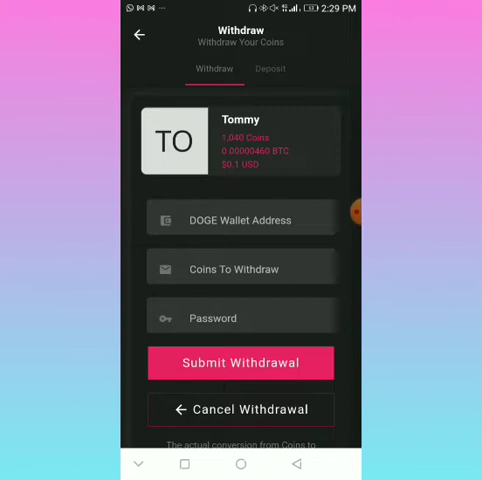 2:29 PM
Withdraw
Withdraw Your Coins
Withdraw
Deposit
TO
Tommy
1,040 Coins
0.00000460 BTC
$0.1 USD
DOGE Wallet Address
Coins To Withdraw
Password
Submit Withdrawal
Cancel Withdrawal
The actual conversion from Coins to